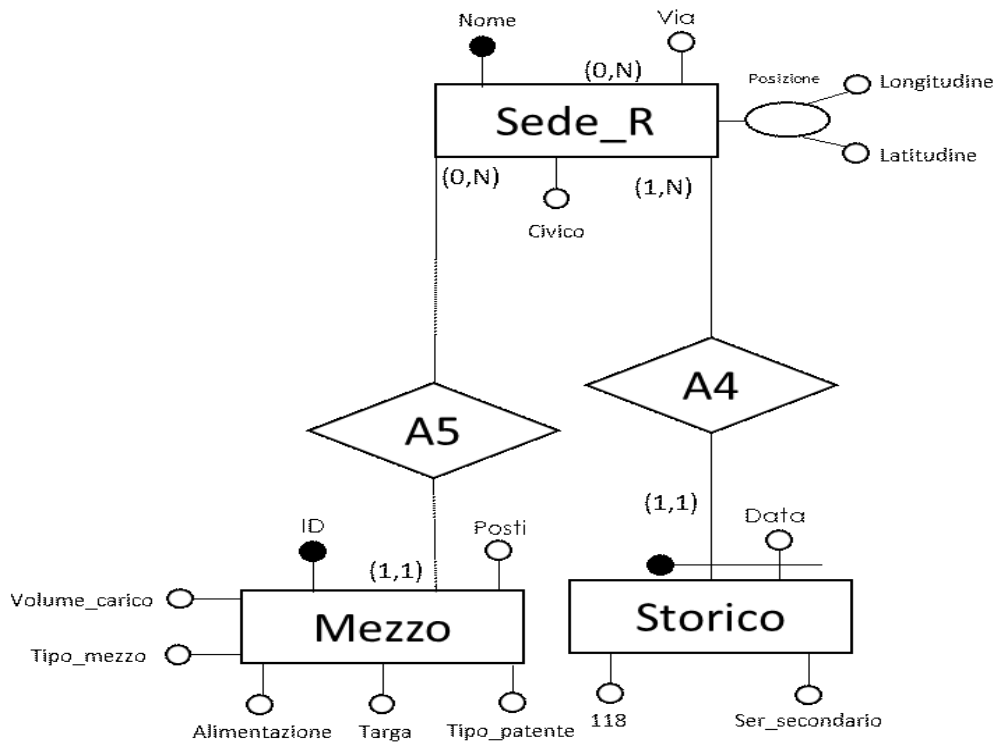 Nome
Via
(0,N)
Posizione
Longitudine
Sede_R
Latitudine
(0,N)
(1,N)
Civico
A4
A5
(1,1)
Data
ID
Posti
(1,1)
Volume_carico
Mezzo
Storico
Tipo_mezzo
Alimentazione
Targa
Tipo_patente
118
Ser_secondario